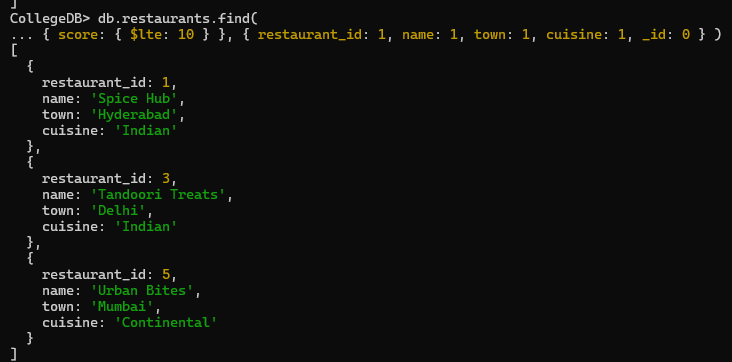 ]
CollegeDB> db.restaurants.find(
... { score: { $lte: 10 } }, { restaurant_id: 1, name: 1, town: 1, cuisine: 1, _id: 0 } )
[
  {
    restaurant_id: 1,
    name: 'Spice Hub',
    town: 'Hyderabad',
    cuisine: 'Indian'
  },
  {
    restaurant_id: 3,
    name: 'Tandoori Treats',
    town: 'Delhi',
    cuisine: 'Indian'
  },
  {
    restaurant_id: 5,
    name: 'Urban Bites',
    town: 'Mumbai',
    cuisine: 'Continental'
  }
]